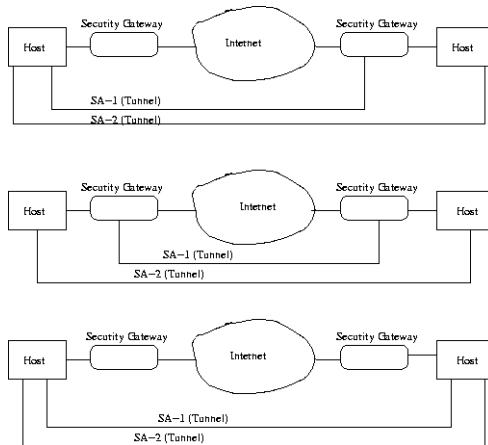 Security Gateway
Security Gateway
Host
Internet
Host
SA-1 (Tunnel)
SA-2 (Tunnel)
Security Gateway
Security Gateway
Host
Internet
Host
SA-1 (Tunnel)
SA-2 (Tunnel)
Security Gateway
Security Gateway
Host
Internet
Host
SA-1 (Tunnel)
SA-2 (Tunnel)